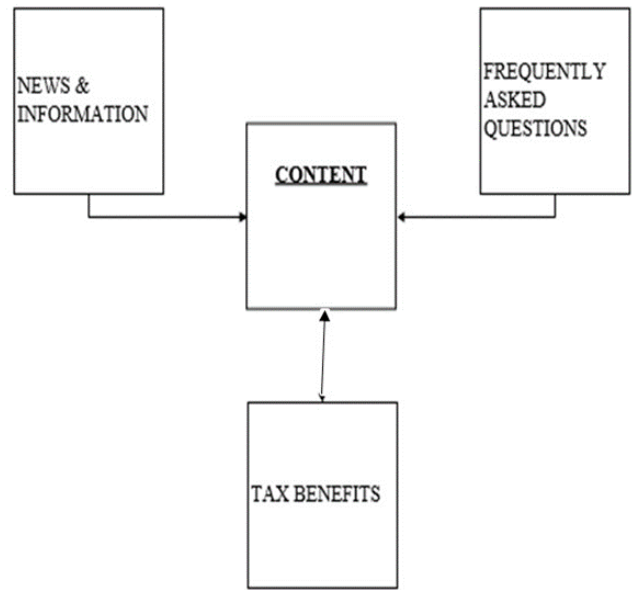 NEWS &
INFORMATION
FREQUENTLY
ASKED
QUESTIONS
CONTENT
TAX BENEFITS